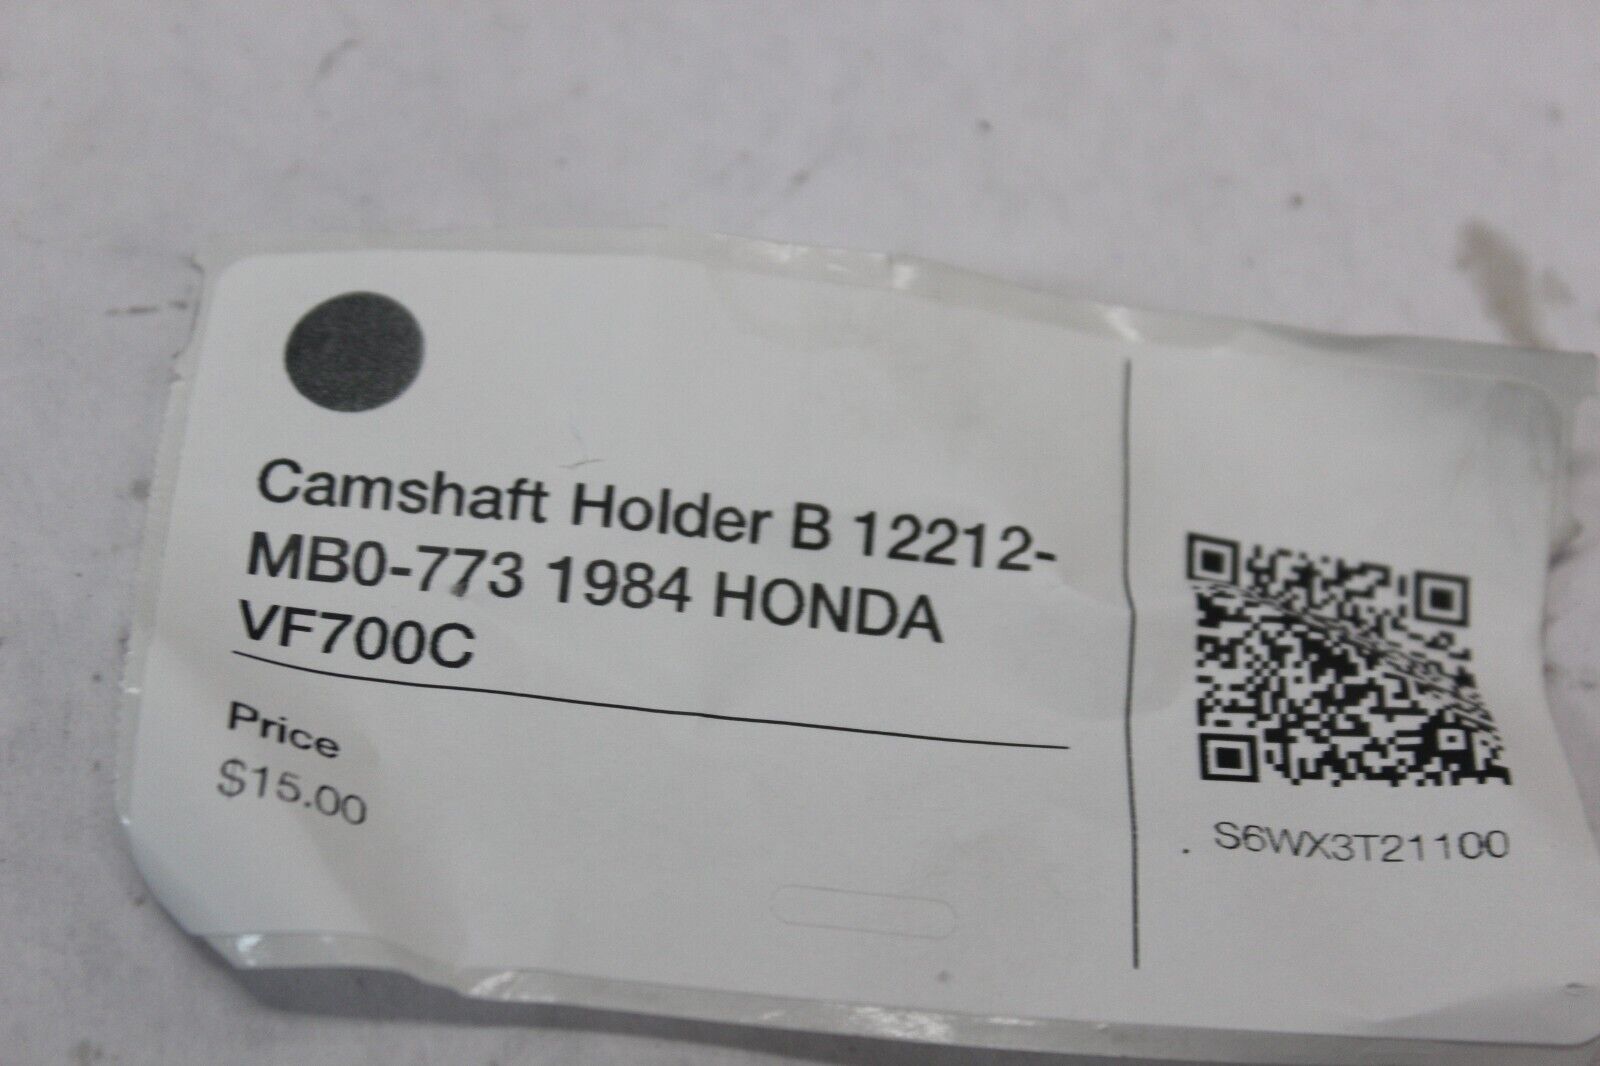 Camshaft Holder B 12212-
MB0-773 1984 HONDA
VF700C
Price
$15.00
S6WX3T21100